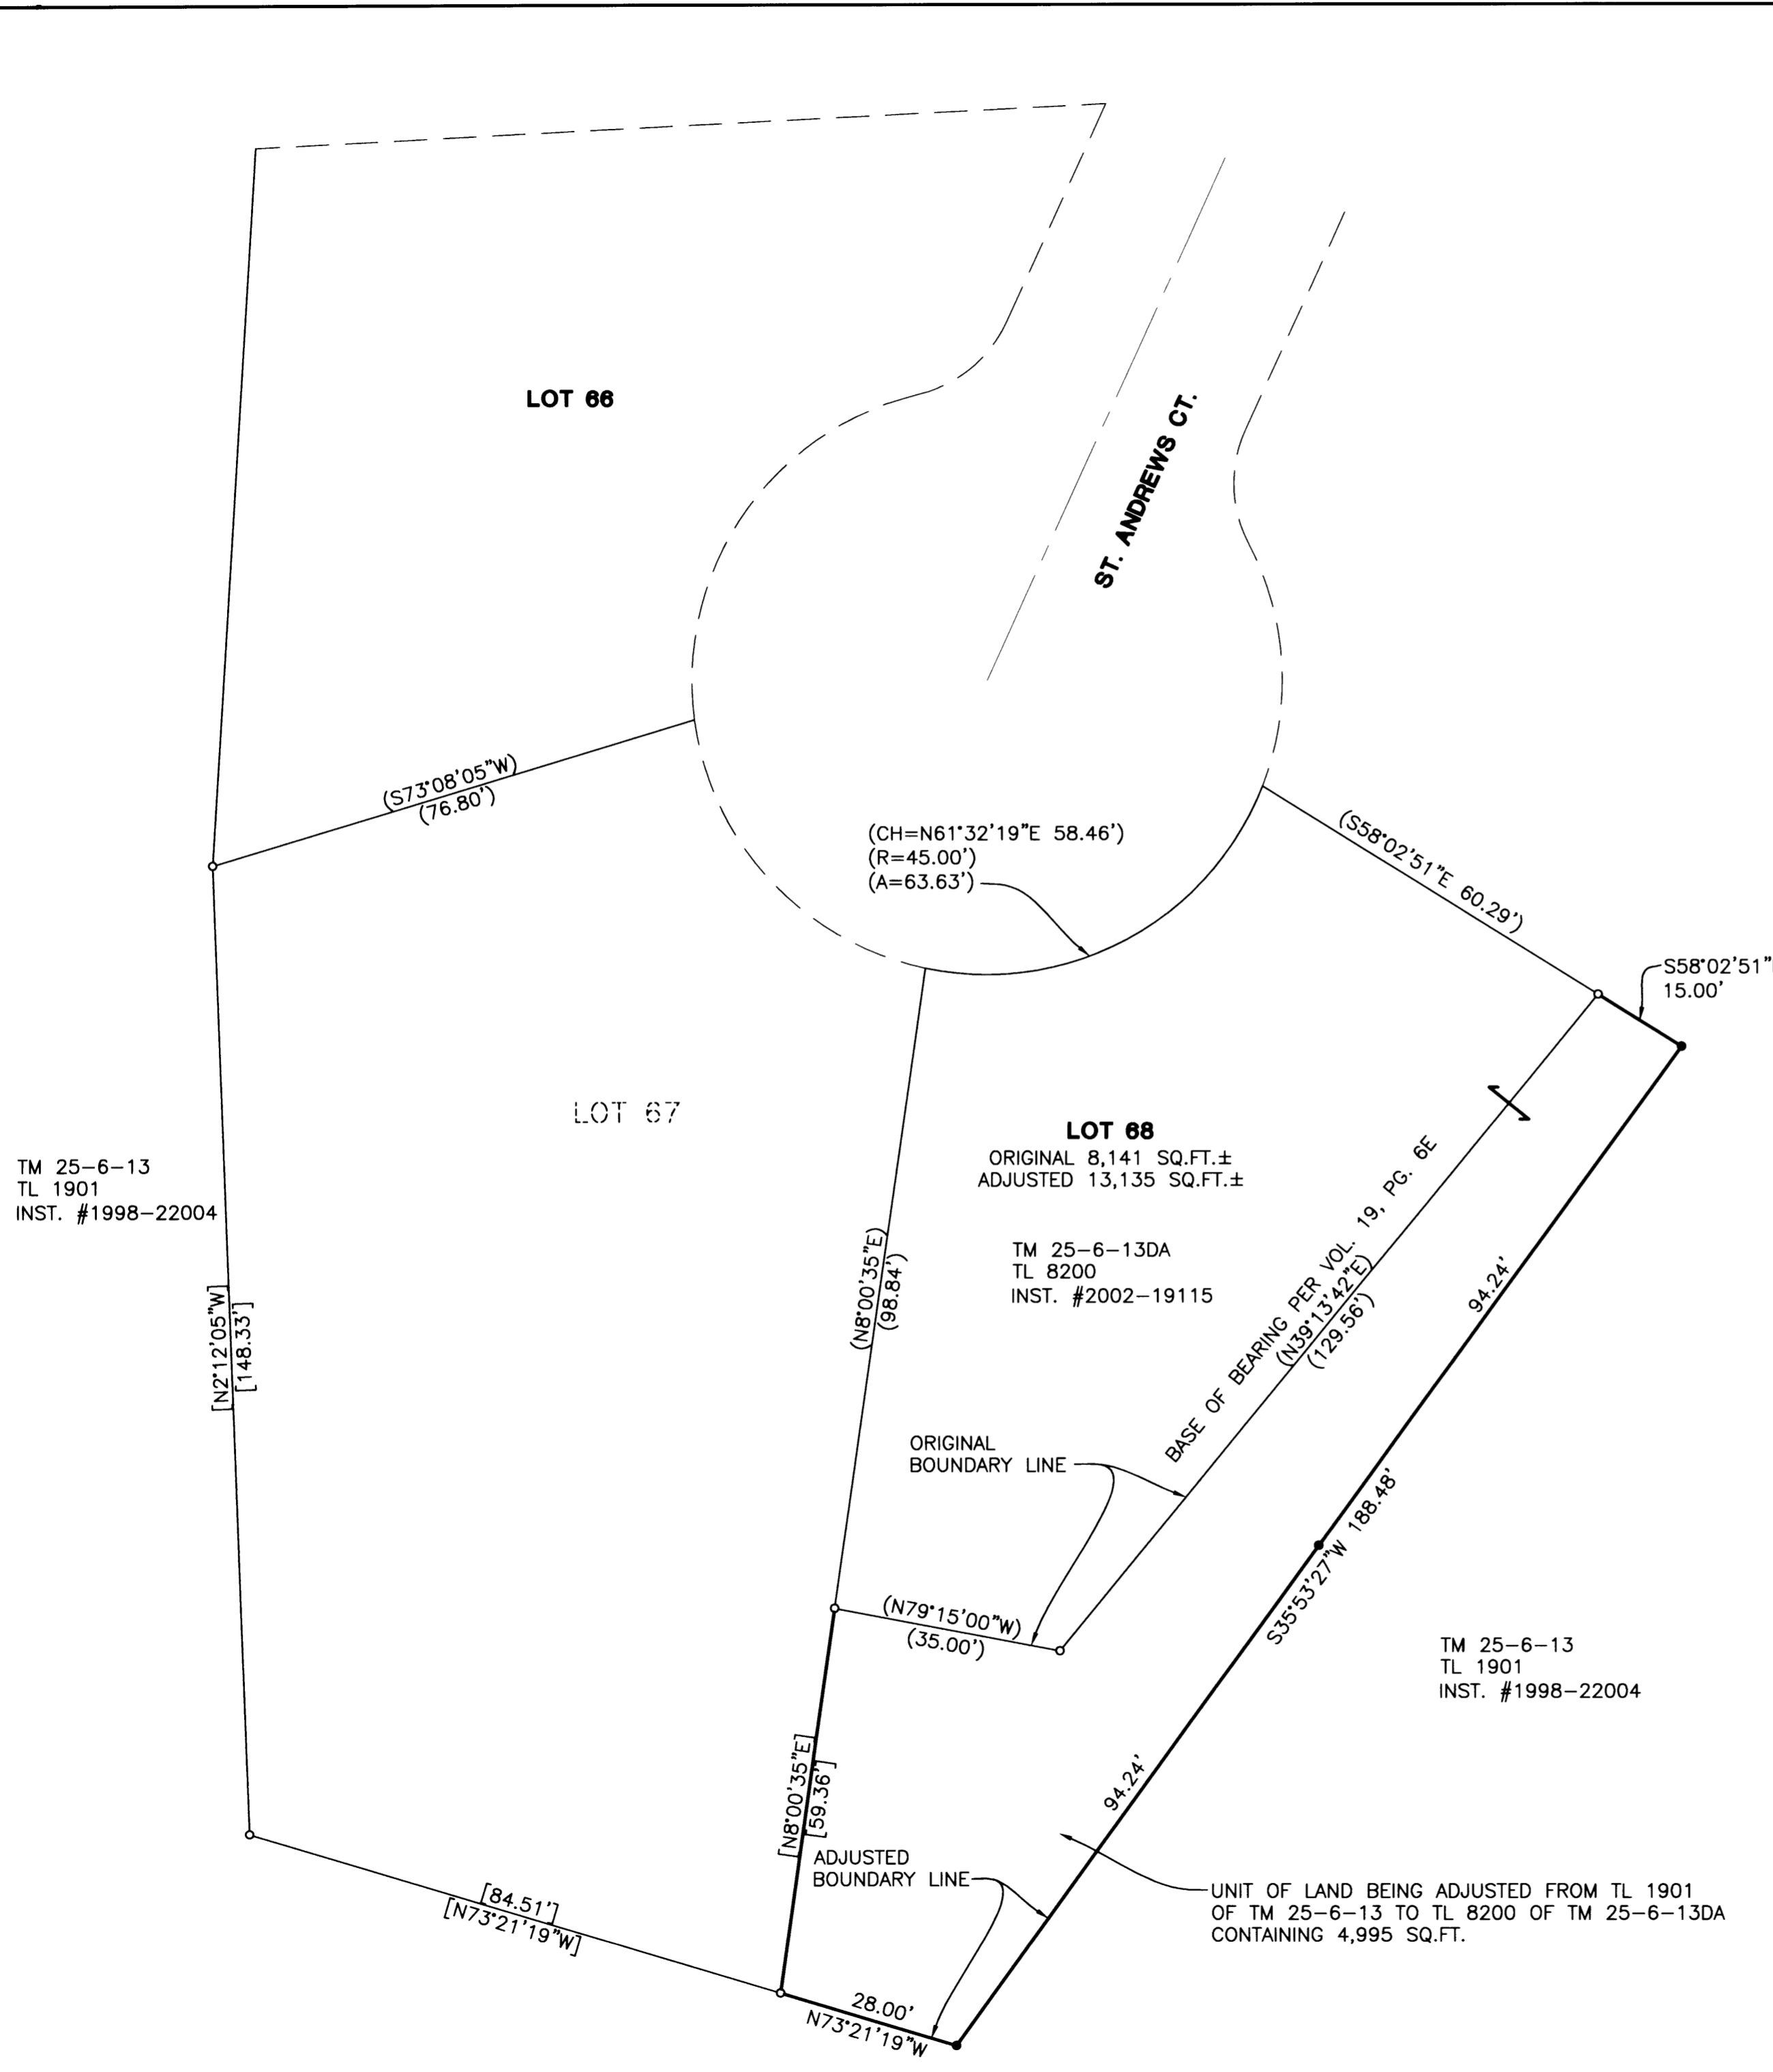 LOT 66
ST. ANDREWS CT.
(S73°08'05"W)
(76.80')
(CH=N61°32'19"E 58.46')
(R=45.00')
(A=63.63')
(S58°02'51"E 60.29')
S58°02'51"
15.00'
LOT 67
LOT 68
ORIGINAL 8,141 SQ.FT.±
ADJUSTED 13,135 SQ.FT.±
TM 25-6-13
TL 1901
INST. #1998-22004
TM 25-6-13DA
TL 8200
INST. #2002-19115
[N2°12'05"W]
[148.33']
(N8°00'35"E)
(98.84')
BASE OF BEARING PER VOL. 19, PG. 6E
(N39°13'42"E)
(129.56')
94.24'
ORIGINAL
BOUNDARY LINE
S35°53'27"W 188.48'
(N79°15'00"W)
(35.00')
TM 25-6-13
TL 1901
INST. #1998-22004
[N8°00'35"E]
[59.36']
94.24'
ADJUSTED
BOUNDARY LINE
UNIT OF LAND BEING ADJUSTED FROM TL 1901
OF TM 25-6-13 TO TL 8200 OF TM 25-6-13DA
CONTAINING 4,995 SQ.FT.
[84.51']
[N73°21'19"W]
28.00'
N73°21'19"W